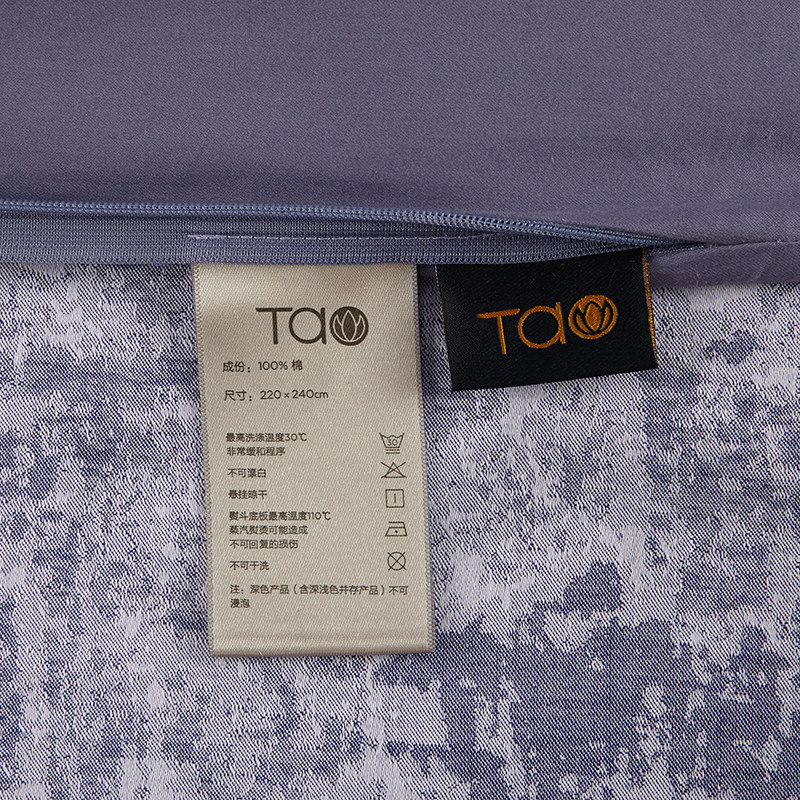 Tao
成份：100% 棉
尺寸：220×240cm
最高洗涤温度30℃
非常缓和程序
30
不可漂白
悬挂晾干
熨斗底板最高温度110℃
蒸汽熨烫可能造成
不可回复的损伤
不可干洗
注：深色产品（含深浅色并存产品）不可
浸泡
Tao